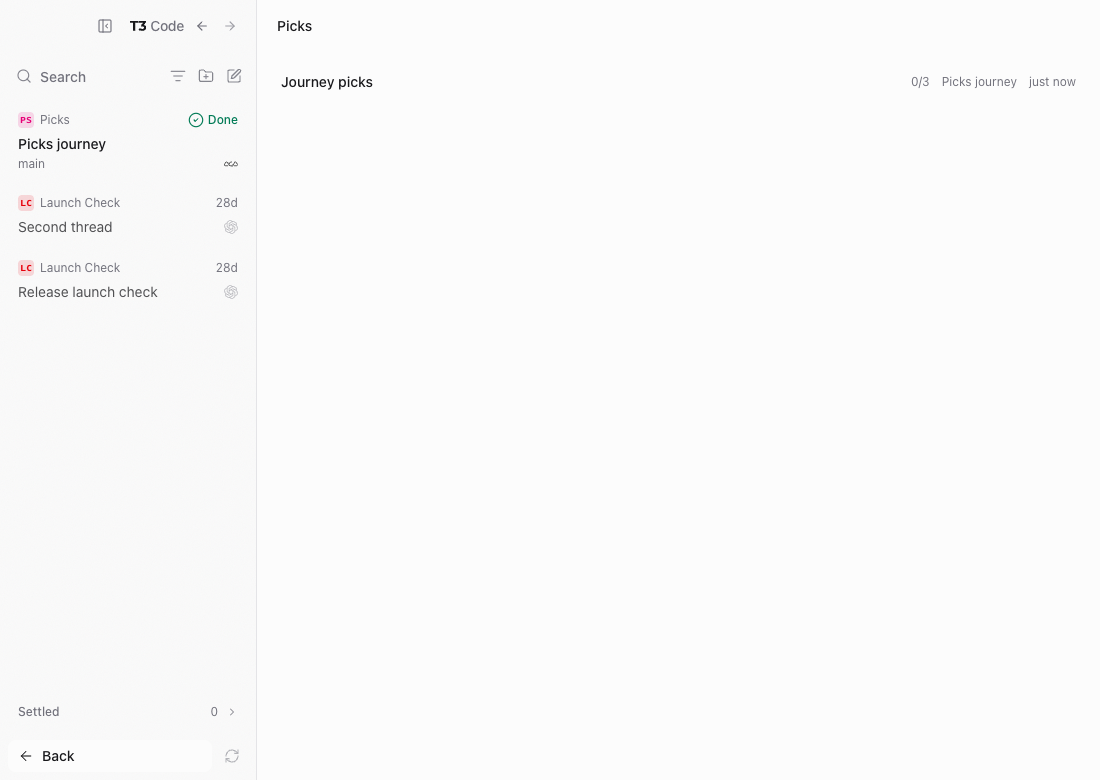 T3 Code
Search
PS Picks Done
Picks journey
main
LC Launch Check 28d
Second thread
LC Launch Check 28d
Release launch check
Settled 0
Back
Picks
Journey picks 0/3 Picks journey just now